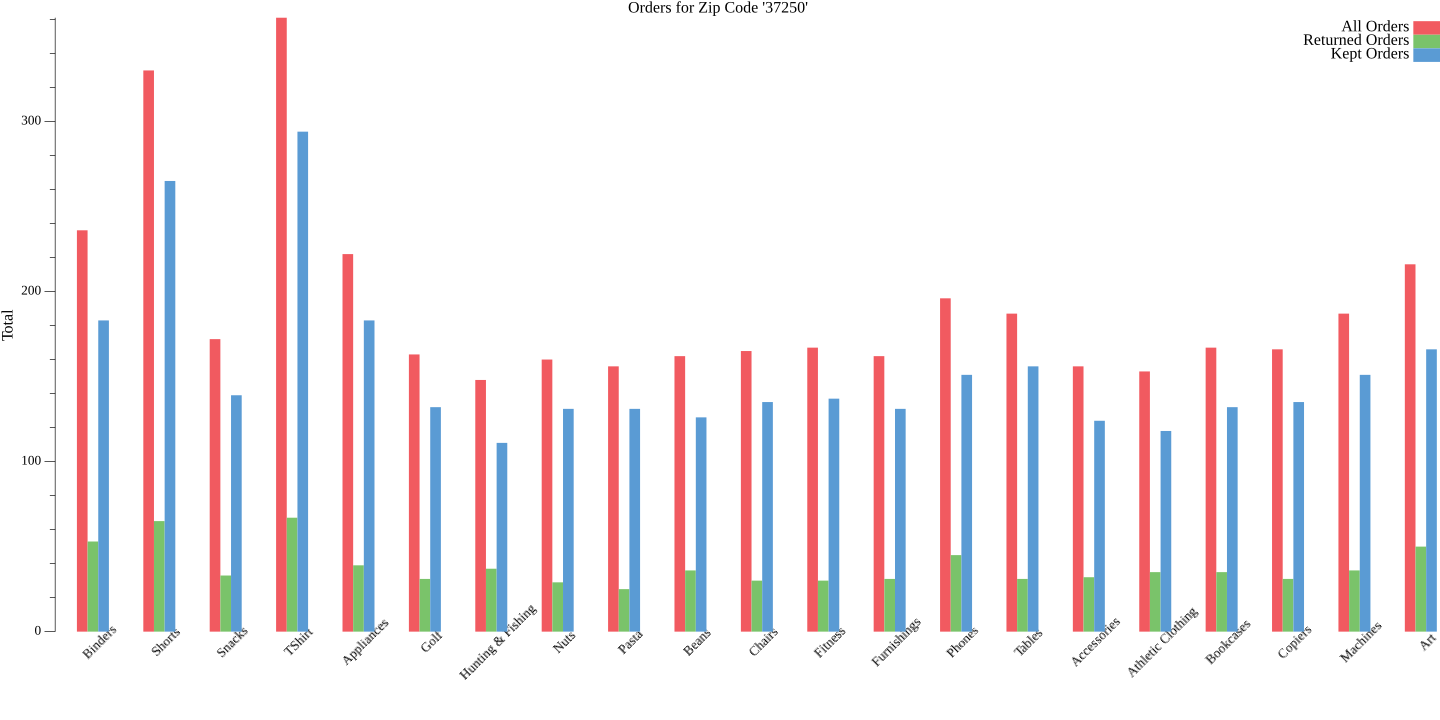 Orders for Zip Code '37250'
All Orders
Returned Orders
Kept Orders
Total
300
200
100
0
Binders
Shorts
Snacks
TShirt
Appliances
Golf
Hunting & Fishing
Nuts
Pasta
Beans
Chairs
Fitness
Furnishings
Phones
Tables
Accessories
Athletic Clothing
Bookcases
Copiers
Machines
Art